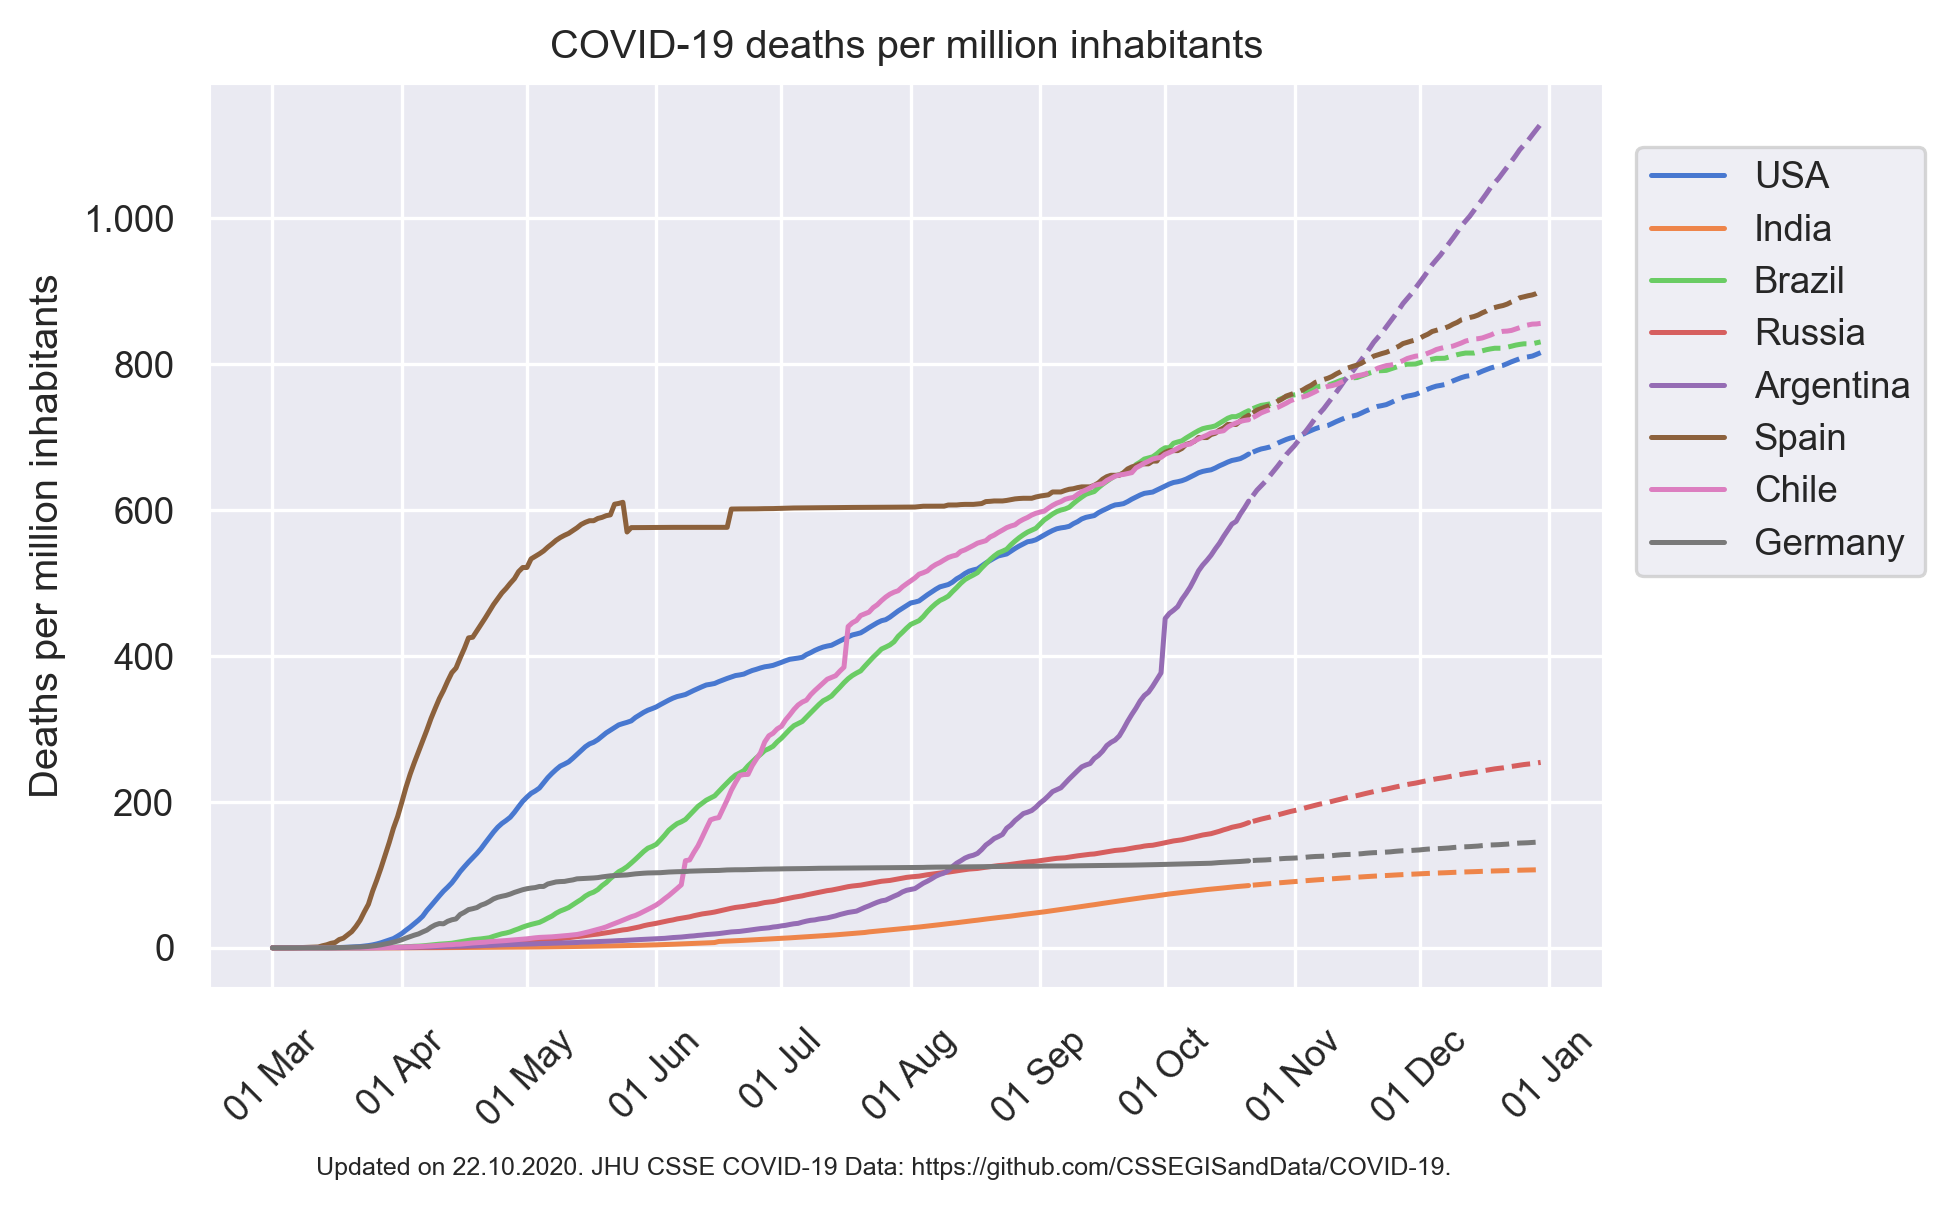 COVID-19 deaths per million inhabitants
Deaths per million inhabitants
1.000
800
600
400
200
0
01 Mar
01 Apr
01 May
01 Jun
01 Jul
01 Aug
01 Sep
01 Oct
01 Nov
01 Dec
01 Jan
USA
India
Brazil
Russia
Argentina
Spain
Chile
Germany
Updated on 22.10.2020. JHU CSSE COVID-19 Data: https://github.com/CSSEGISandData/COVID-19.